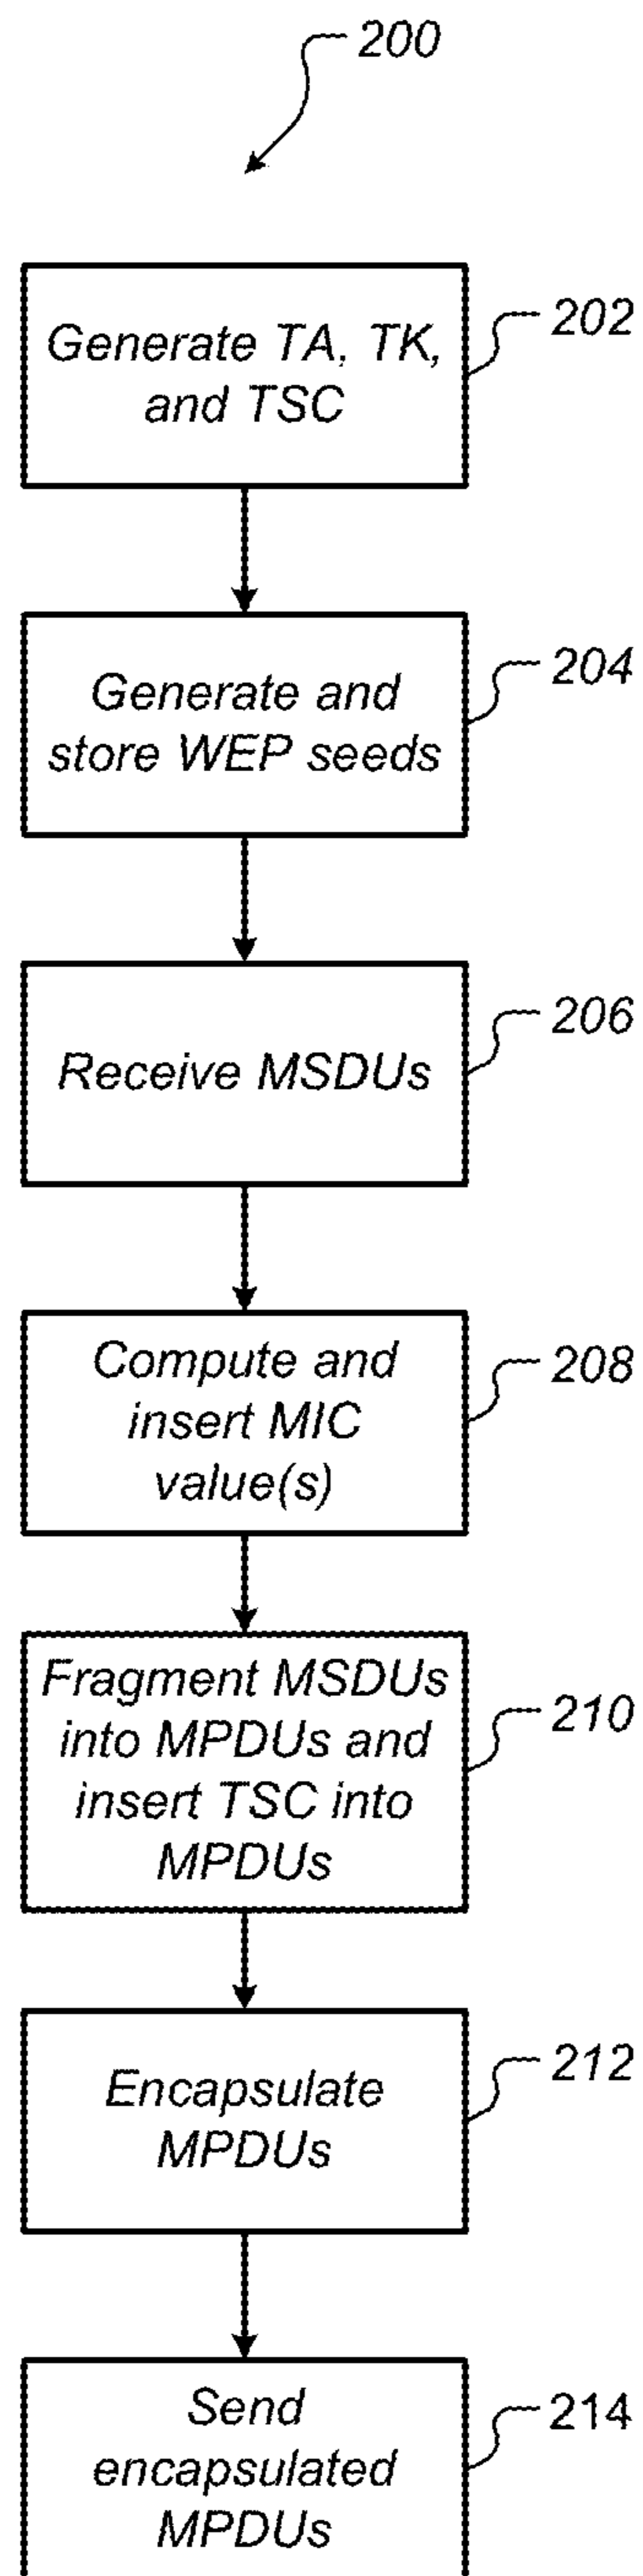 200
Generate TA, TK,
and TSC
202
Generate and
store WEP seeds
204
Receive MSDUs
206
Compute and
insert MIC
value(s)
208
Fragment MSDUs
into MPDUs and
insert TSC into
MPDUs
210
Encapsulate
MPDUs
212
Send
encapsulated
MPDUs
214